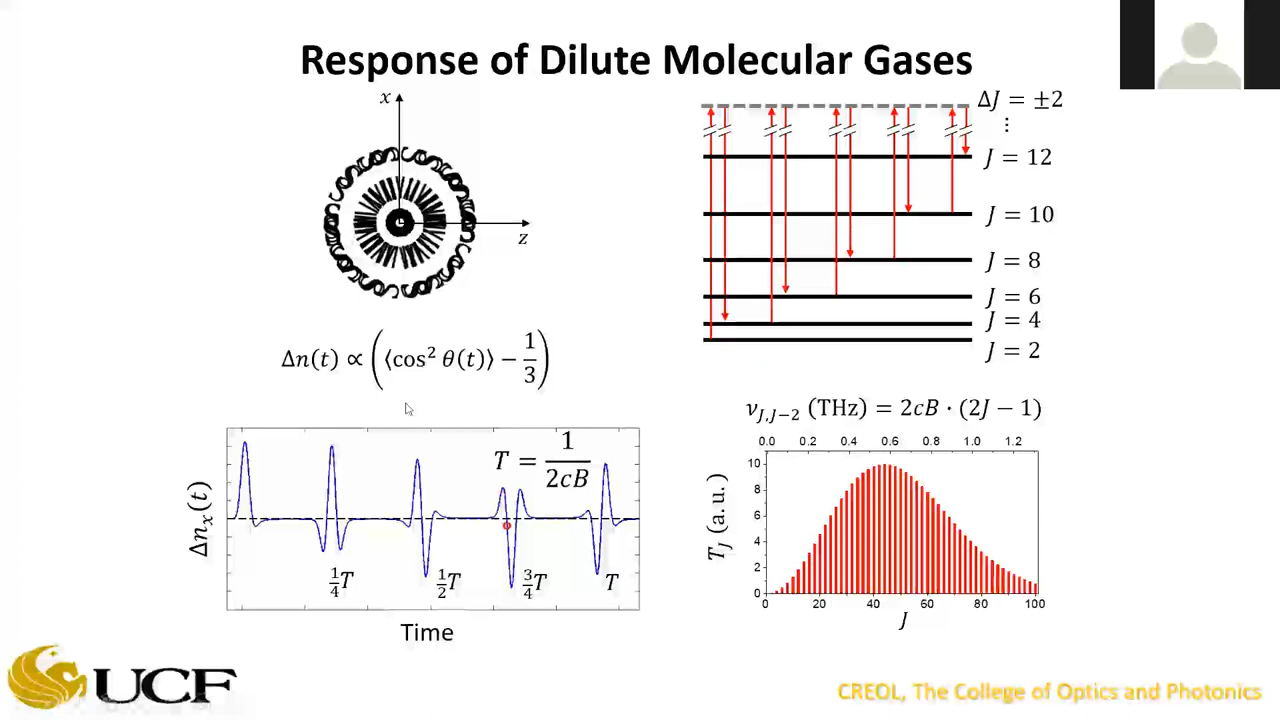 Response of Dilute Molecular Gases
x
z
Δn(t) ∝ (⟨cos² θ(t)⟩ − 1/3)
T = 1/2cB
Δnₓ(t)
1/4 T
1/2 T
3/4 T
T
Time
ΔJ = ±2
⋮
J = 12
J = 10
J = 8
J = 6
J = 4
J = 2
ν_{J,J−2} (THz) = 2cB · (2J − 1)
0.0 0.2 0.4 0.6 0.8 1.0 1.2
10
8
6
4
2
0
T_J (a.u.)
0 20 40 60 80 100
J
UCF
CREOL, The College of Optics and Photonics